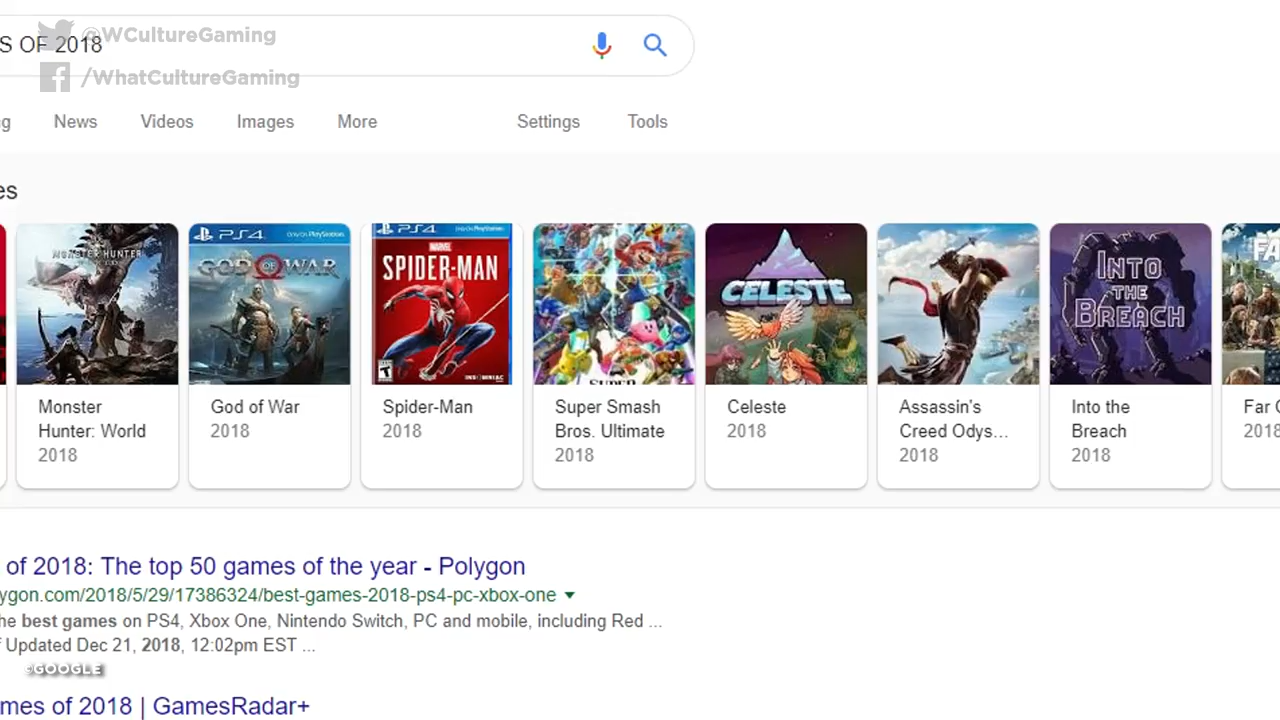 S OF 2018
@WCultureGaming
/WhatCultureGaming
g News Videos Images More Settings Tools
es
MONSTER HUNTER
PS4
GOD OF WAR
PS4
MARVEL
SPIDER-MAN
SUPER
CELESTE
INTO
THE
BREACH
FA
Monster
Hunter: World
2018
God of War
2018
Spider-Man
2018
Super Smash
Bros. Ultimate
2018
Celeste
2018
Assassin's
Creed Odys...
2018
Into the
Breach
2018
Far C
2018
of 2018: The top 50 games of the year - Polygon
ygon.com/2018/5/29/17386324/best-games-2018-ps4-pc-xbox-one
he best games on PS4, Xbox One, Nintendo Switch, PC and mobile, including Red ...
f Updated Dec 21, 2018, 12:02pm EST ...
©GOOGLE
mes of 2018 | GamesRadar+